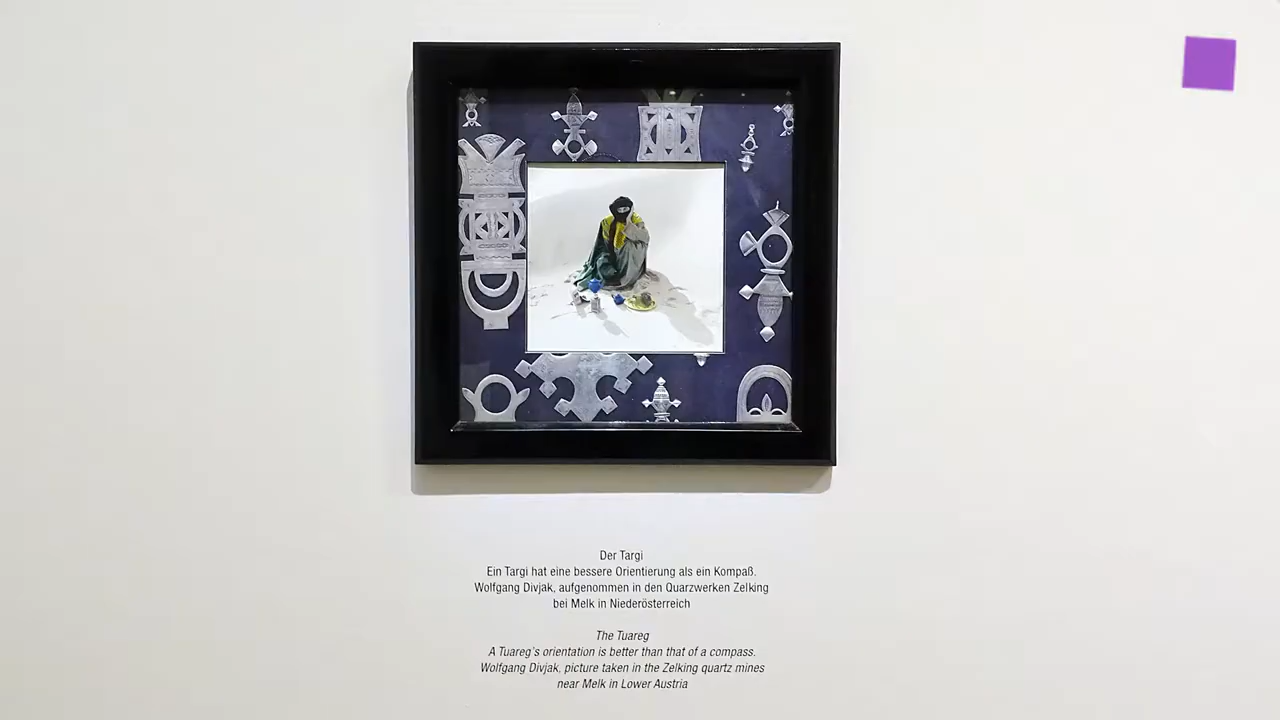 Der Targi
Ein Targi hat eine bessere Orientierung als ein Kompaß.
Wolfgang Divjak, aufgenommen in den Quarzwerken Zelking
bei Melk in Niederösterreich
The Tuareg
A Tuareg's orientation is better than that of a compass.
Wolfgang Divjak, picture taken in the Zelking quartz mines
near Melk in Lower Austria